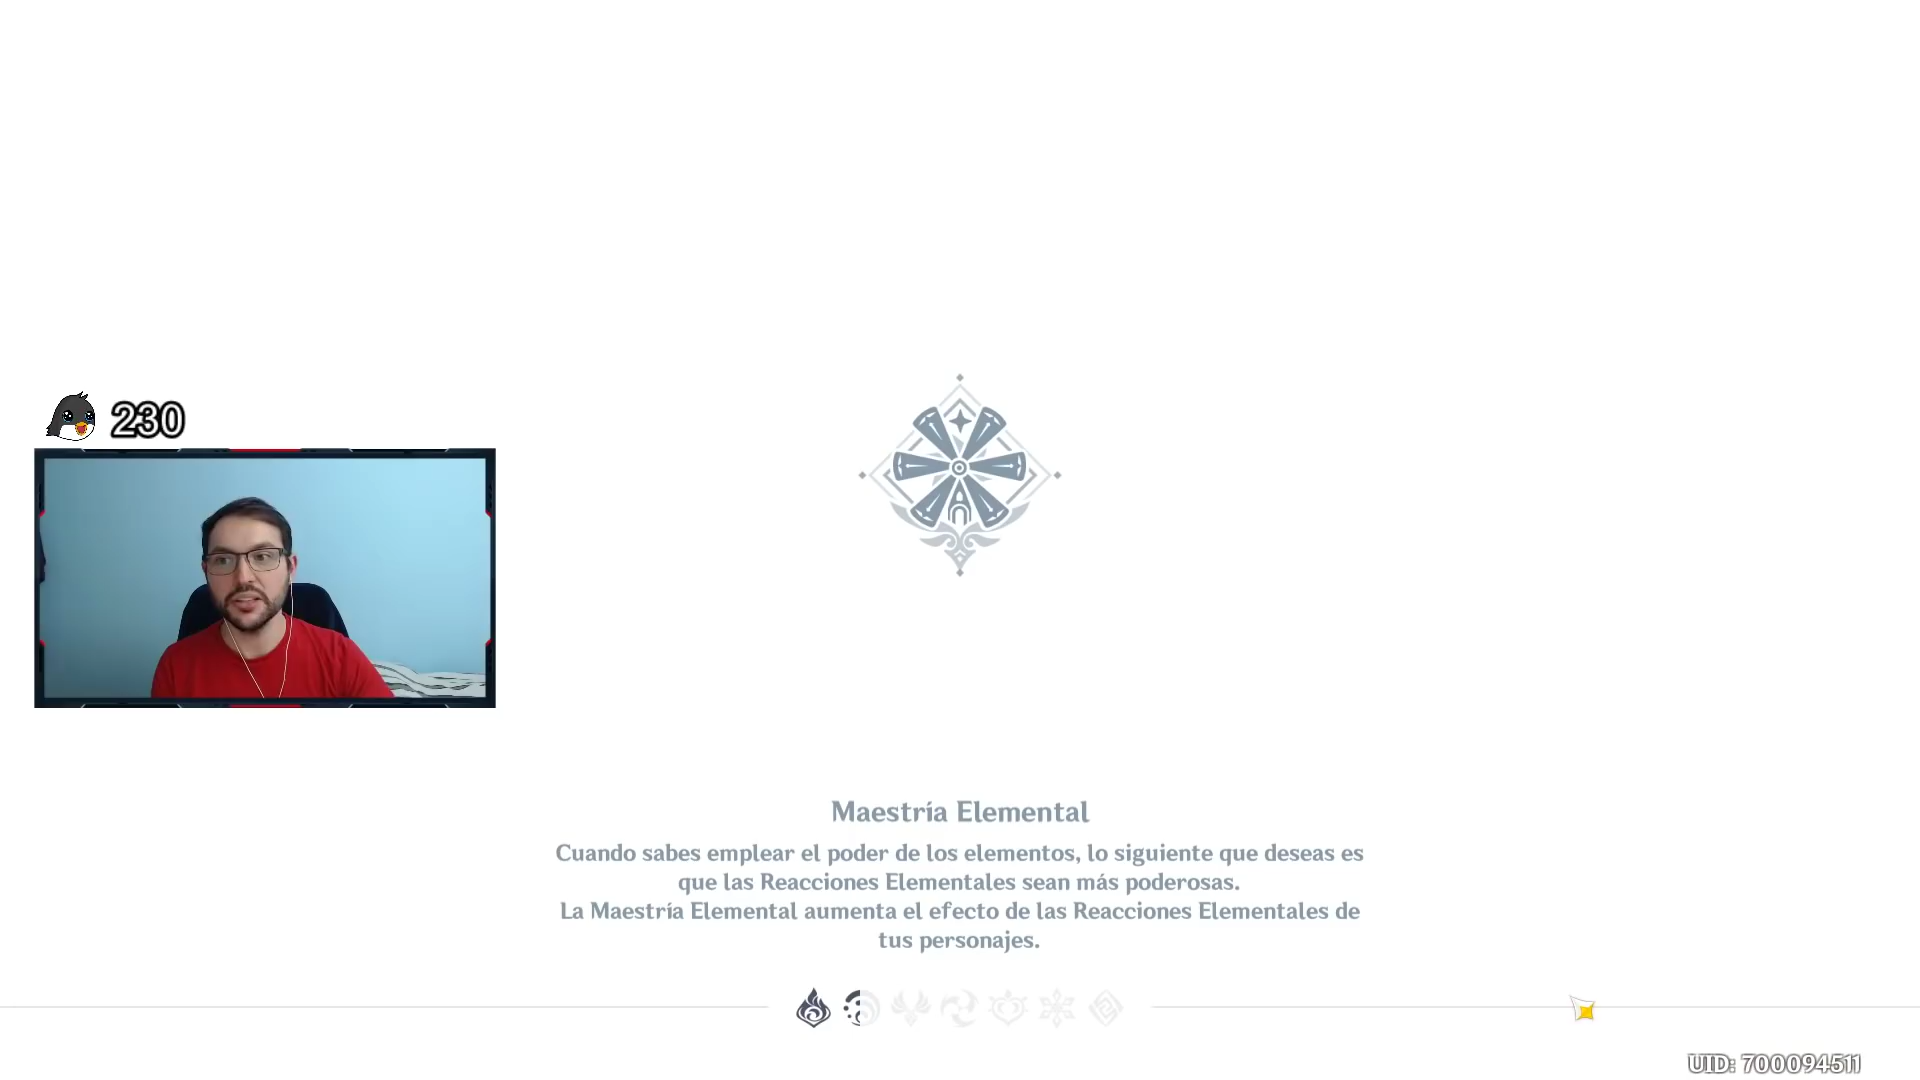 230
Maestría Elemental
Cuando sabes emplear el poder de los elementos, lo siguiente que deseas es
que las Reacciones Elementales sean más poderosas.
La Maestría Elemental aumenta el efecto de las Reacciones Elementales de
tus personajes.
UID: 700094511